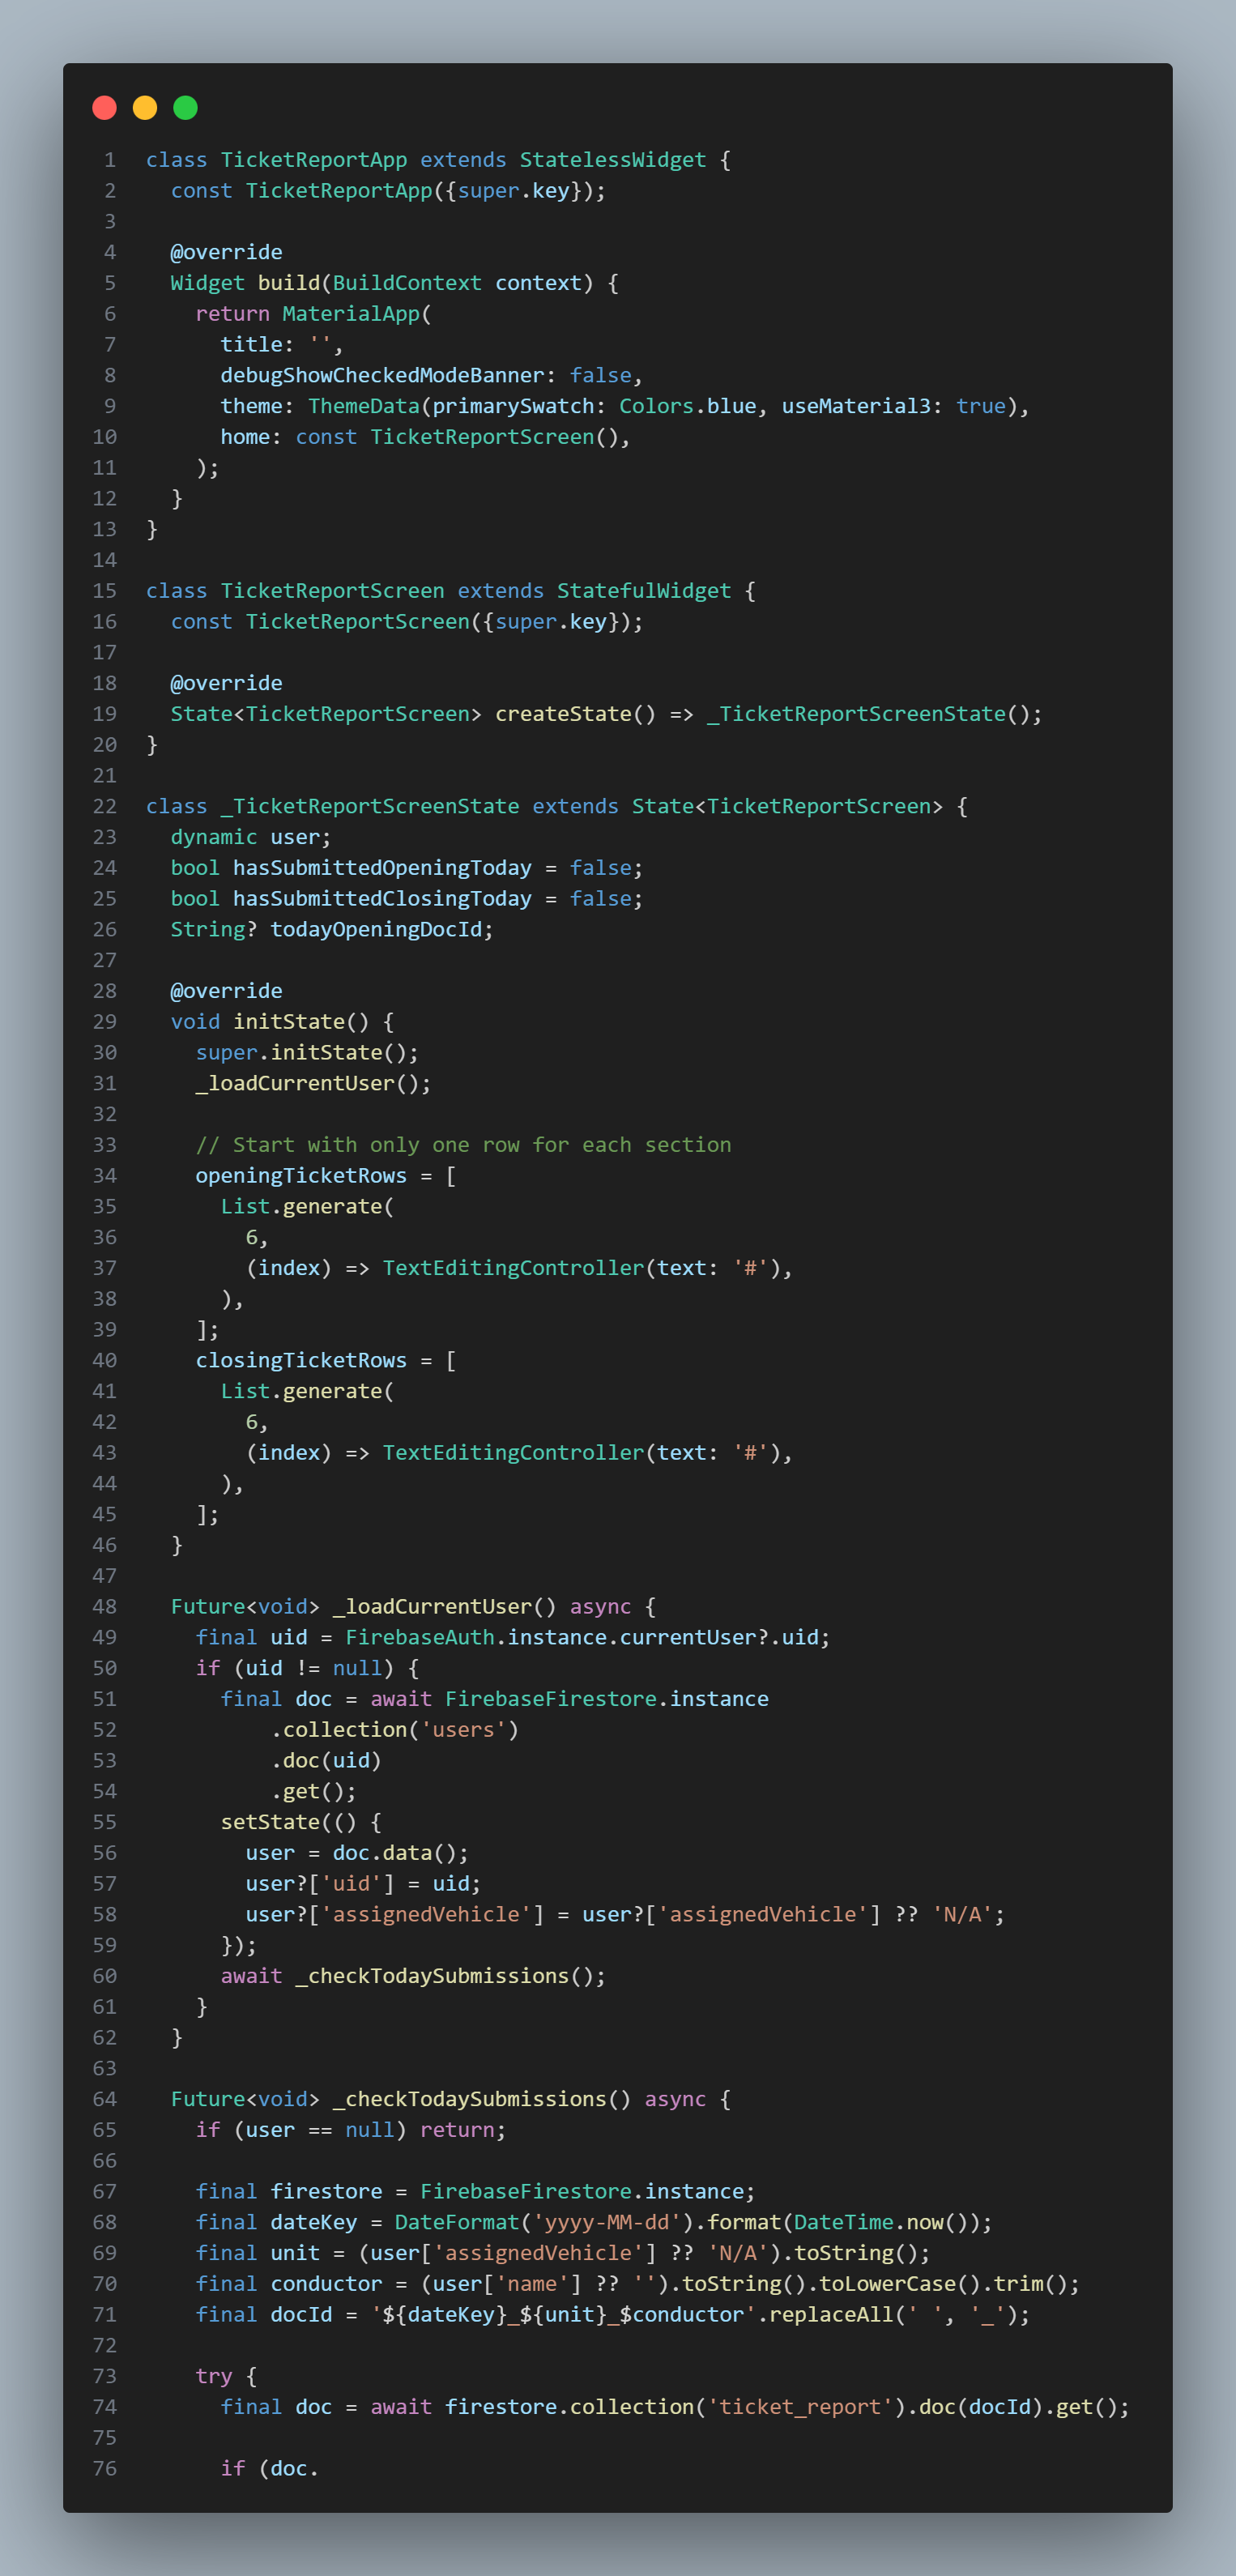 1 class TicketReportApp extends StatelessWidget {
2   const TicketReportApp({super.key});
3
4   @override
5   Widget build(BuildContext context) {
6     return MaterialApp(
7       title: '',
8       debugShowCheckedModeBanner: false,
9       theme: ThemeData(primarySwatch: Colors.blue, useMaterial3: true),
10       home: const TicketReportScreen(),
11     );
12   }
13 }
14
15 class TicketReportScreen extends StatefulWidget {
16   const TicketReportScreen({super.key});
17
18   @override
19   State<TicketReportScreen> createState() => _TicketReportScreenState();
20 }
21
22 class _TicketReportScreenState extends State<TicketReportScreen> {
23   dynamic user;
24   bool hasSubmittedOpeningToday = false;
25   bool hasSubmittedClosingToday = false;
26   String? todayOpeningDocId;
27
28   @override
29   void initState() {
30     super.initState();
31     _loadCurrentUser();
32
33     // Start with only one row for each section
34     openingTicketRows = [
35       List.generate(
36         6,
37         (index) => TextEditingController(text: '#'),
38       ),
39     ];
40     closingTicketRows = [
41       List.generate(
42         6,
43         (index) => TextEditingController(text: '#'),
44       ),
45     ];
46   }
47
48   Future<void> _loadCurrentUser() async {
49     final uid = FirebaseAuth.instance.currentUser?.uid;
50     if (uid != null) {
51       final doc = await FirebaseFirestore.instance
52           .collection('users')
53           .doc(uid)
54           .get();
55       setState(() {
56         user = doc.data();
57         user?['uid'] = uid;
58         user?['assignedVehicle'] = user?['assignedVehicle'] ?? 'N/A';
59       });
60       await _checkTodaySubmissions();
61     }
62   }
63
64   Future<void> _checkTodaySubmissions() async {
65     if (user == null) return;
66
67     final firestore = FirebaseFirestore.instance;
68     final dateKey = DateFormat('yyyy-MM-dd').format(DateTime.now());
69     final unit = (user['assignedVehicle'] ?? 'N/A').toString();
70     final conductor = (user['name'] ?? '').toString().toLowerCase().trim();
71     final docId = '${dateKey}_${unit}_$conductor'.replaceAll(' ', '_');
72
73     try {
74       final doc = await firestore.collection('ticket_report').doc(docId).get();
75
76       if (doc.